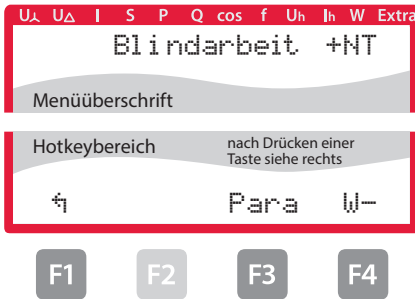 U⅄ U△ I S P Q cos f Uh Ih W Extra
Blindarbeit +NT
Menüüberschrift
Hotkeybereich
nach Drücken einer
Taste siehe rechts
↰ Para W-
F1 F2 F3 F4